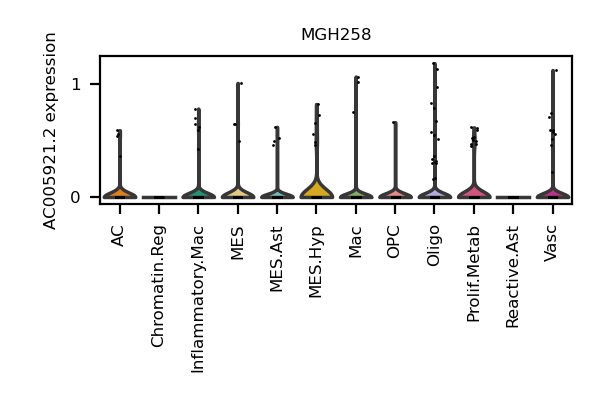 MGH258
AC005921.2 expression
1
0
AC
Chromatin.Reg
Inflammatory.Mac
MES
MES.Ast
MES.Hyp
Mac
OPC
Oligo
Prolif.Metab
Reactive.Ast
Vasc